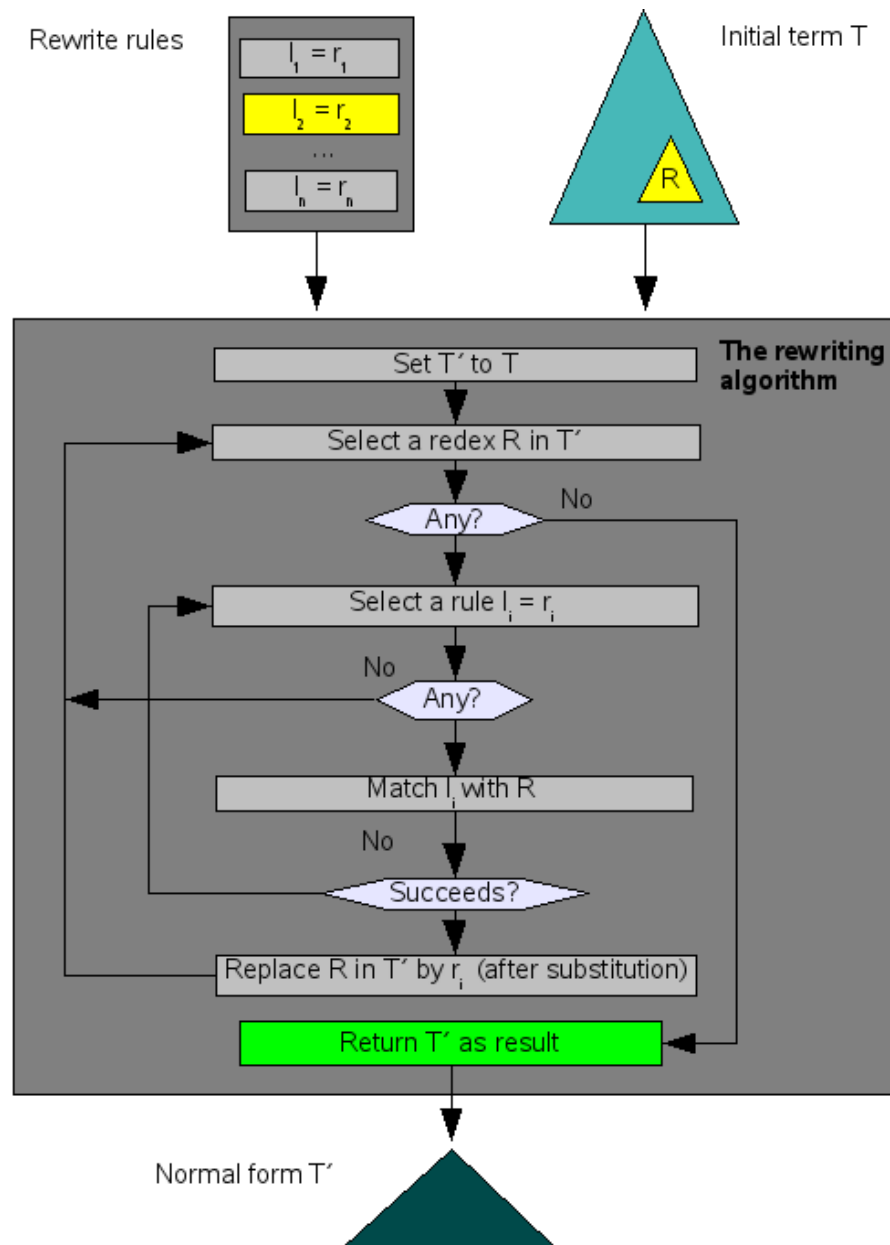 Rewrite rules
l₁ = r₁
l₂ = r₂
...
lₙ = rₙ
Initial term T
R
The rewriting
algorithm
Set T′ to T
Select a redex R in T′
Any?
No
Select a rule lᵢ = rᵢ
No
Any?
Match lᵢ with R
No
Succeeds?
Replace R in T′ by rᵢ (after substitution)
Return T′ as result
Normal form T′